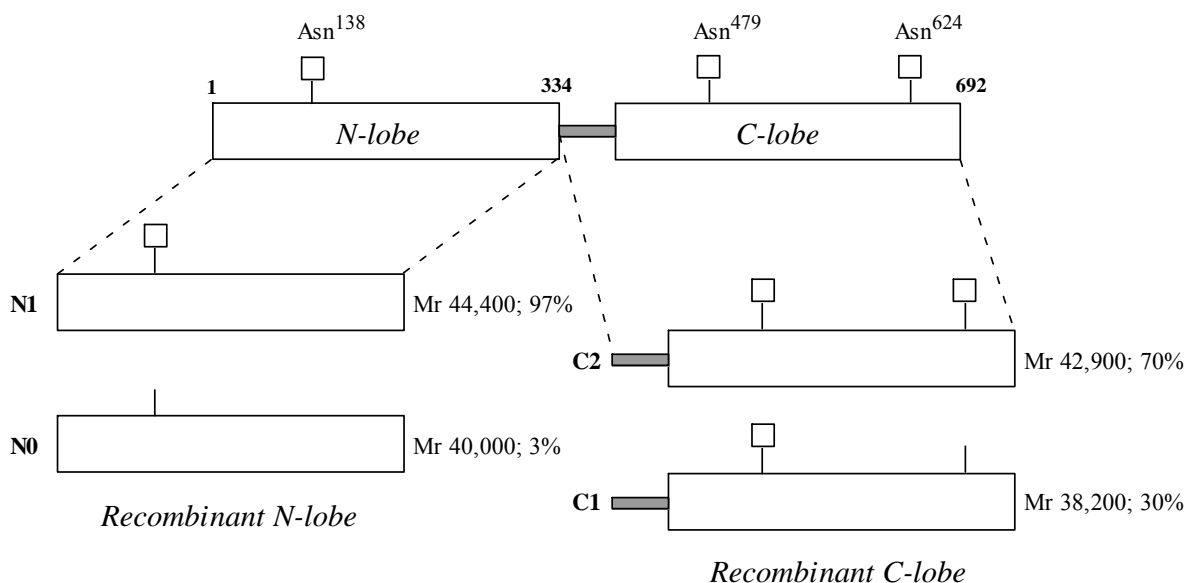 Asn138 Asn479 Asn624
1 334 692
N-lobe C-lobe
N1 Mr 44,400; 97%
C2 Mr 42,900; 70%
N0 Mr 40,000; 3%
C1 Mr 38,200; 30%
Recombinant N-lobe
Recombinant C-lobe